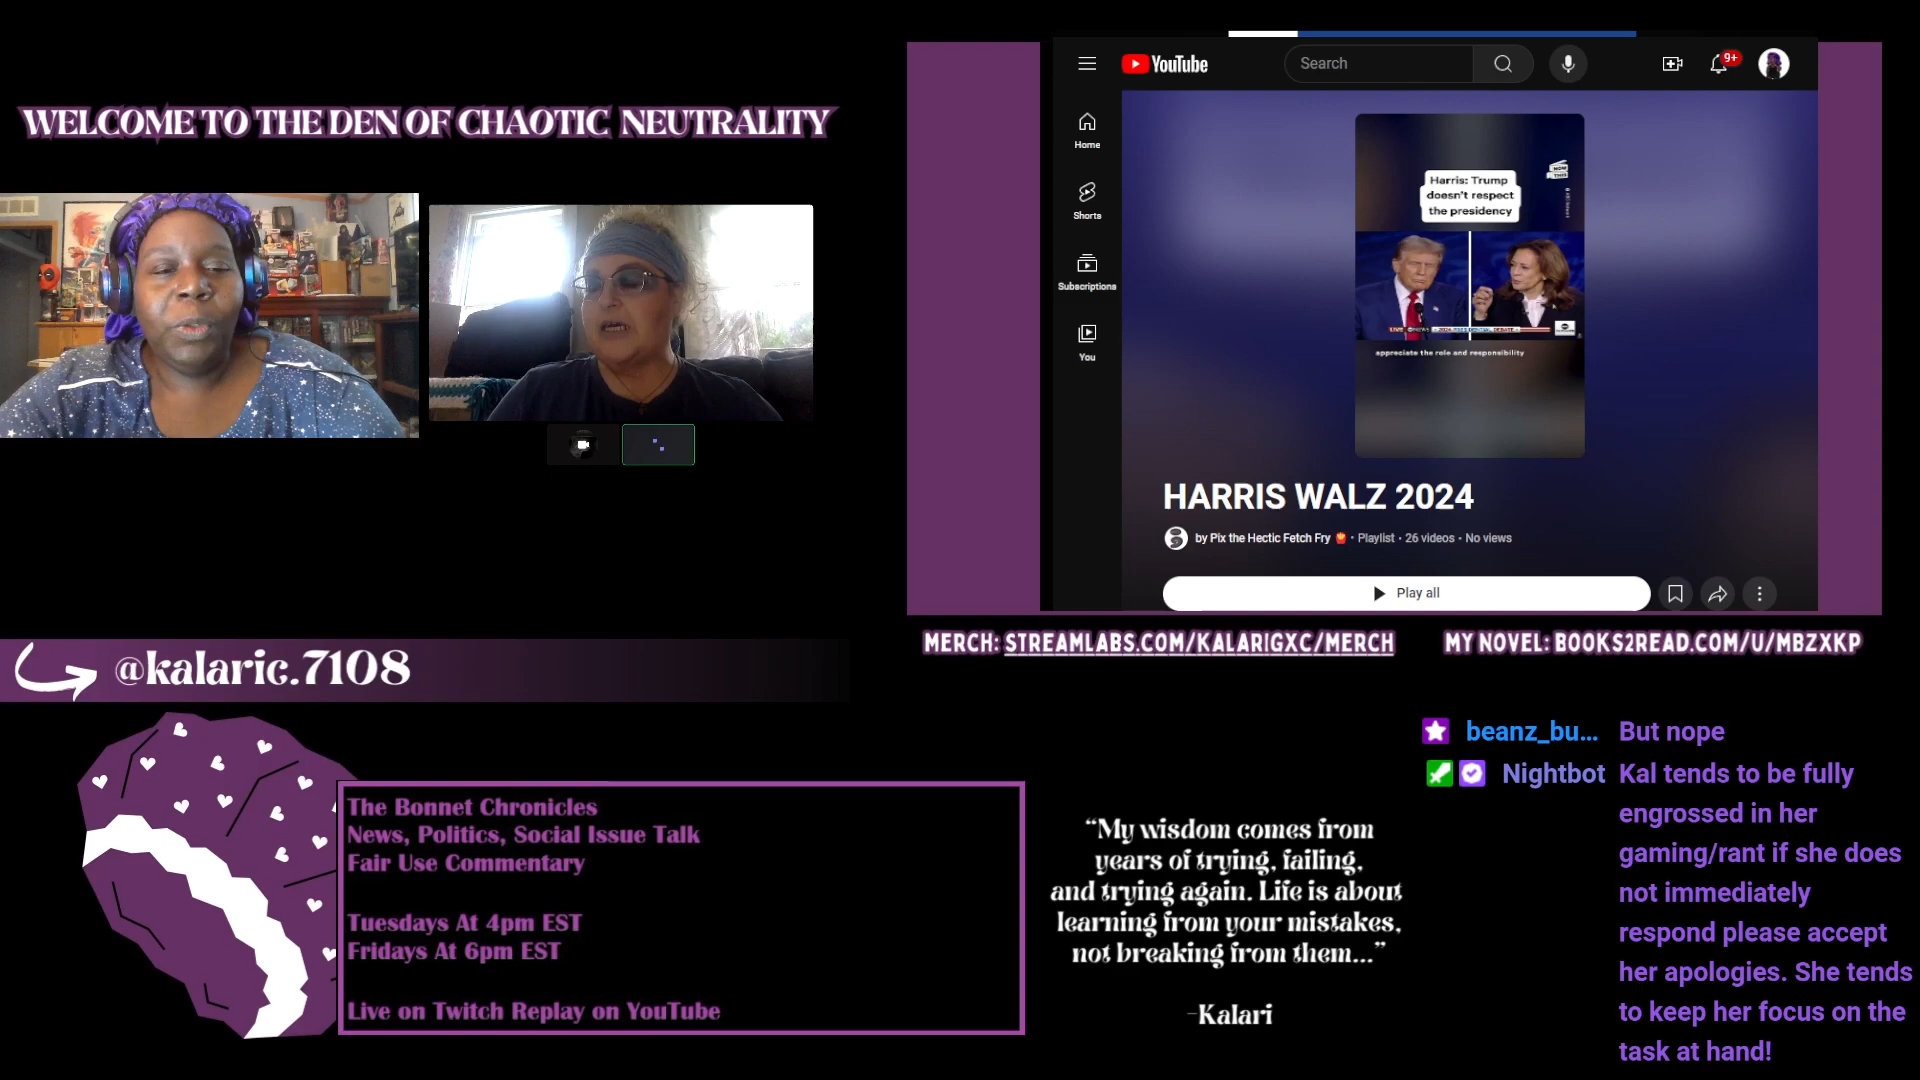 WELCOME TO THE DEN OF CHAOTIC NEUTRALITY
YouTube
Search
9+
Home
Shorts
Subscriptions
You
NOW
THIS
Harris: Trump
doesn't respect
the presidency
LIVE
NEWS
appreciate the role and responsibility
HARRIS WALZ 2024
by Pix the Hectic Fetch Fry 🍟 • Playlist • 26 videos • No views
Play all
MERCH: STREAMLABS.COM/KALARIGXC/MERCH
MY NOVEL: BOOKS2READ.COM/U/MBZXKP
@kalaric.7108
The Bonnet Chronicles
News, Politics, Social Issue Talk
Fair Use Commentary
Tuesdays At 4pm EST
Fridays At 6pm EST
Live on Twitch Replay on YouTube
“My wisdom comes from
years of trying, failing,
and trying again. Life is about
learning from your mistakes,
not breaking from them...”
-Kalari
beanz_bu... But nope
Nightbot Kal tends to be fully
engrossed in her
gaming/rant if she does
not immediately
respond please accept
her apologies. She tends
to keep her focus on the
task at hand!